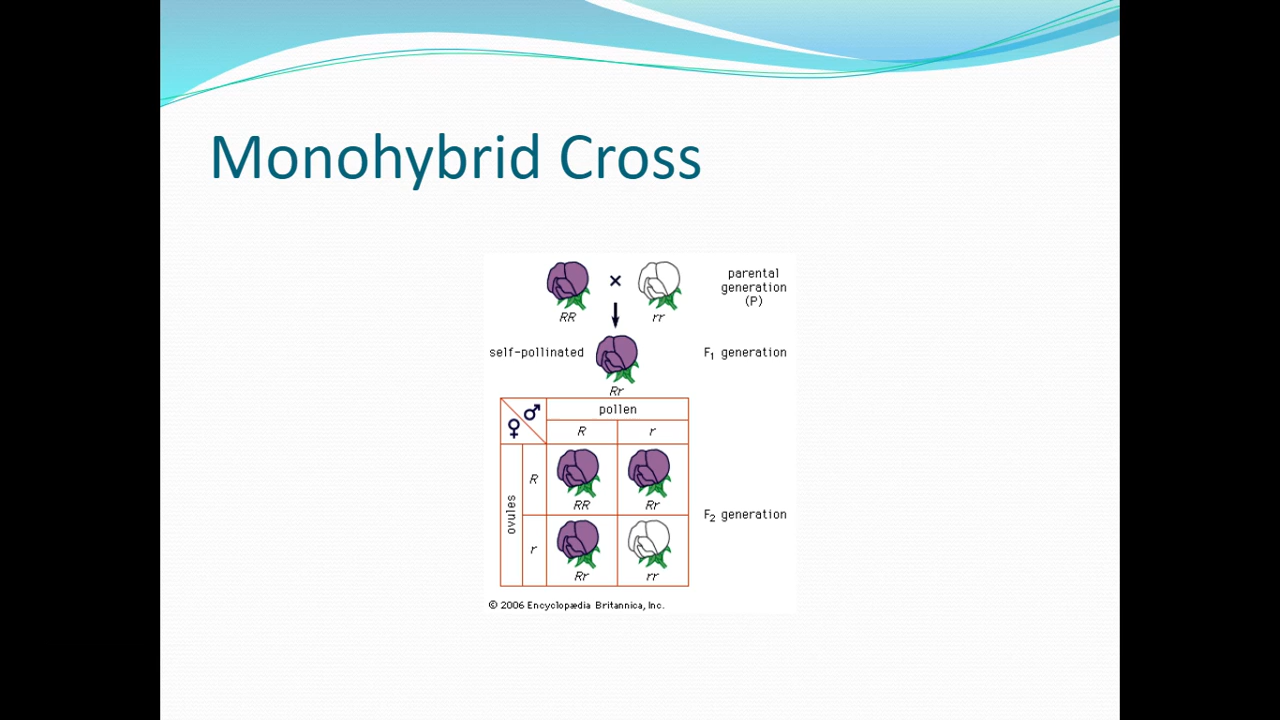 Monohybrid Cross
×
parental
generation
(P)
RR
rr
self-pollinated
F₁ generation
Rr
♂
♀
pollen
R
r
ovules
R
RR
Rr
F₂ generation
r
Rr
rr
© 2006 Encyclopædia Britannica, Inc.